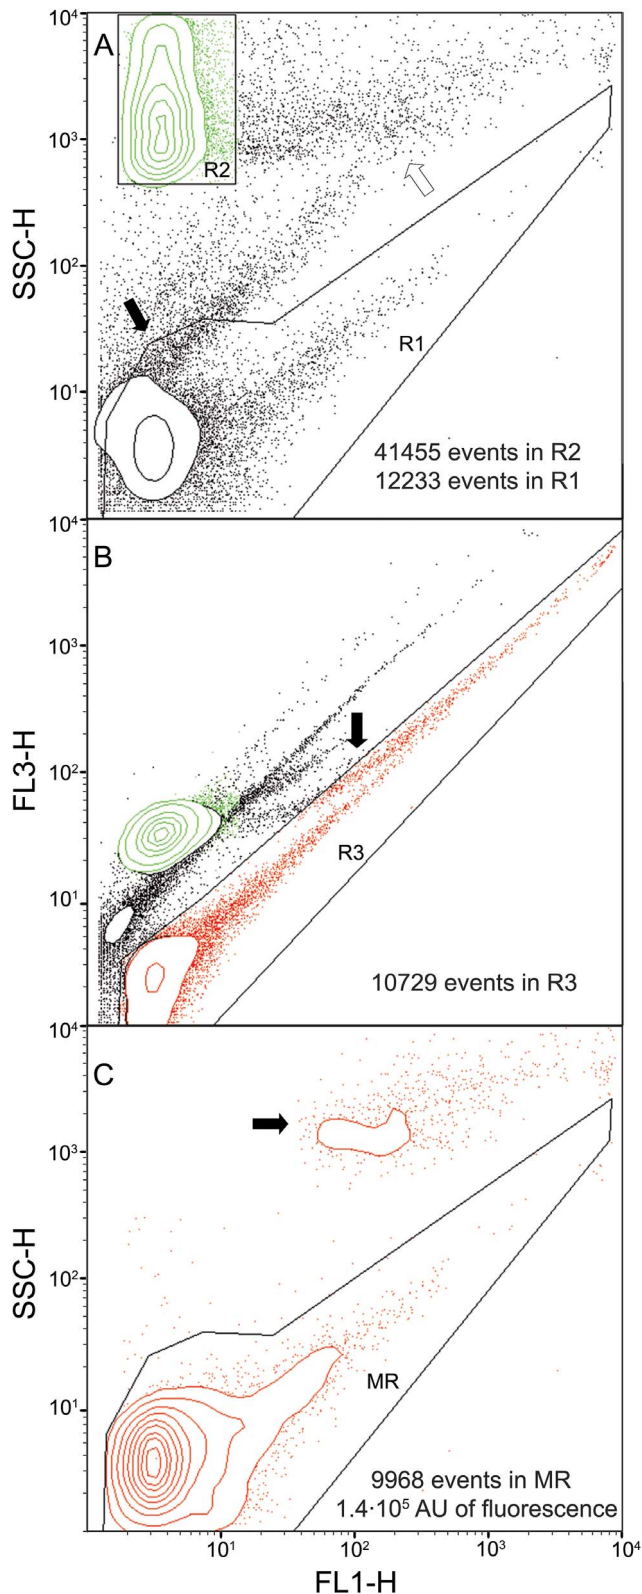 A
10⁴
10³
10²
10¹
SSC-H
R2
R1
41455 events in R2
12233 events in R1
B
10⁴
10³
10²
10¹
FL3-H
R3
10729 events in R3
C
10⁴
10³
10²
10¹
SSC-H
MR
9968 events in MR
1.4·10⁵ AU of fluorescence
10¹ 10² 10³ 10⁴
FL1-H